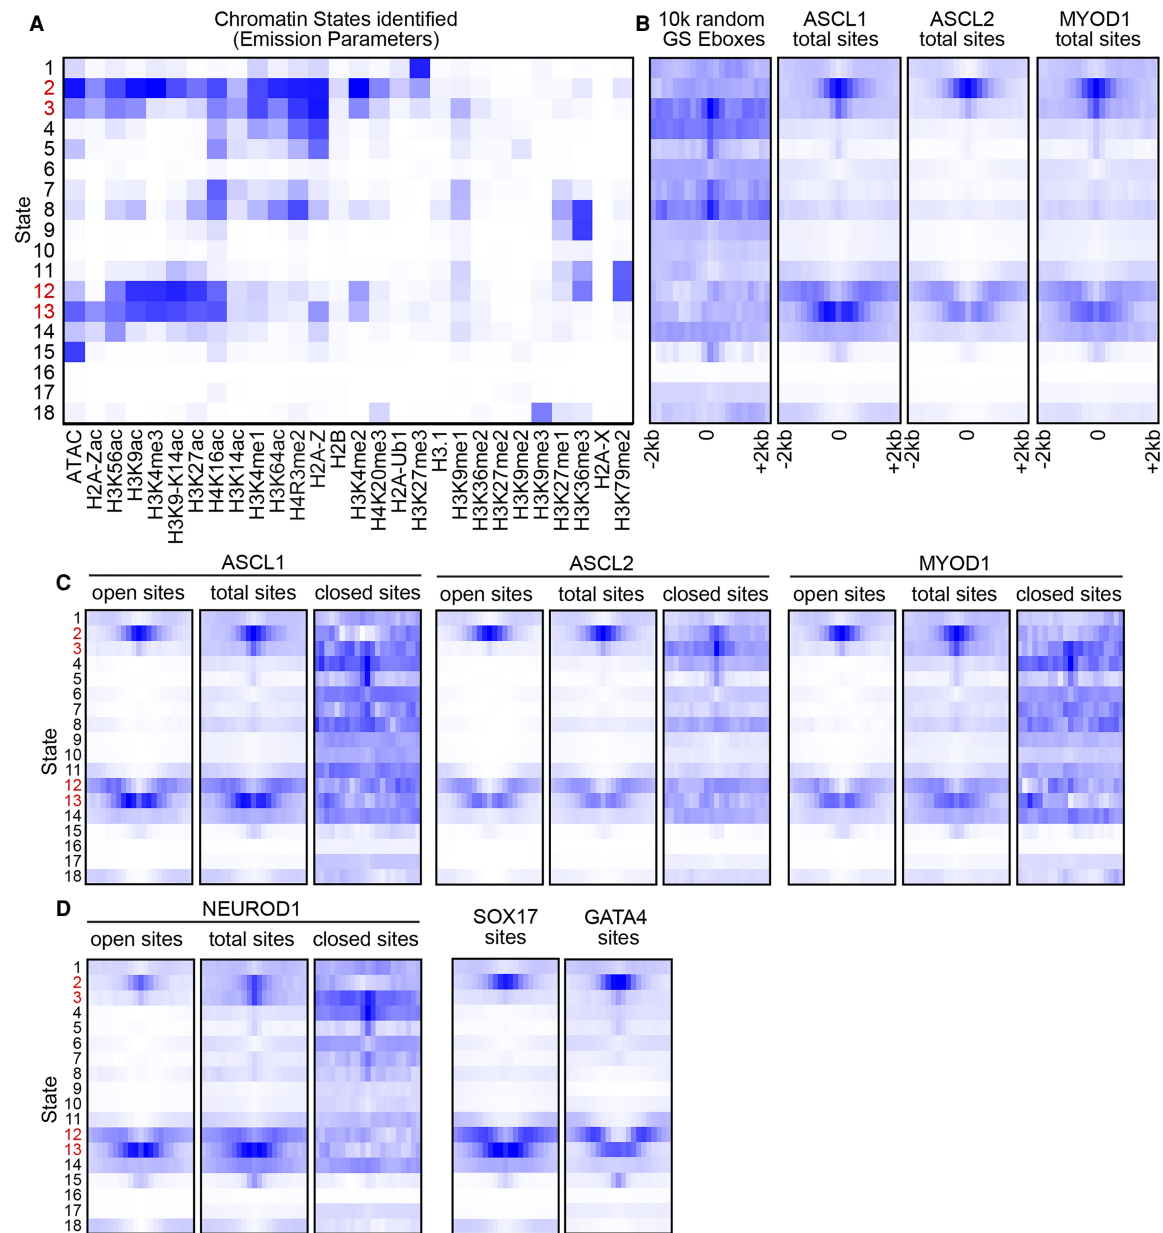 A
Chromatin States identified
(Emission Parameters)
State
1
2
3
4
5
6
7
8
9
10
11
12
13
14
15
16
17
18
ATAC
H2A-Zac
H3K56ac
H3K9ac
H3K4me3
H3K9-K14ac
H3K27ac
H4K16ac
H3K14ac
H3K4me1
H3K64ac
H4R3me2
H2A-Z
H2B
H3K4me2
H4K20me3
H2A-Ub1
H3K27me3
H3.1
H3K9me1
H3K36me2
H3K27me2
H3K9me2
H3K9me3
H3K27me1
H3K36me3
H2A-X
H3K79me2
B
10k random
GS Eboxes
ASCL1
total sites
ASCL2
total sites
MYOD1
total sites
-2kb 0 +2kb
-2kb 0 +2kb
-2kb 0 +2kb
-2kb 0 +2kb
C
ASCL1
open sites total sites closed sites
ASCL2
open sites total sites closed sites
MYOD1
open sites total sites closed sites
State
1
2
3
4
5
6
7
8
9
10
11
12
13
14
15
16
17
18
D
NEUROD1
open sites total sites closed sites
SOX17
sites
GATA4
sites
State
1
2
3
4
5
6
7
8
9
10
11
12
13
14
15
16
17
18